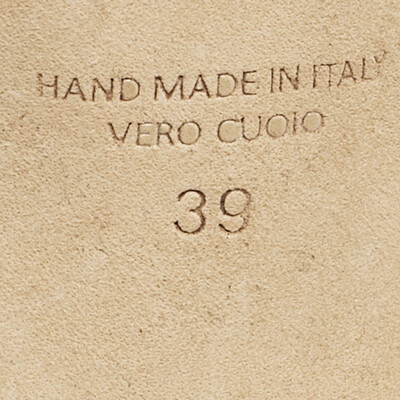 HAND MADE IN ITALY
VERO CUOIO
39